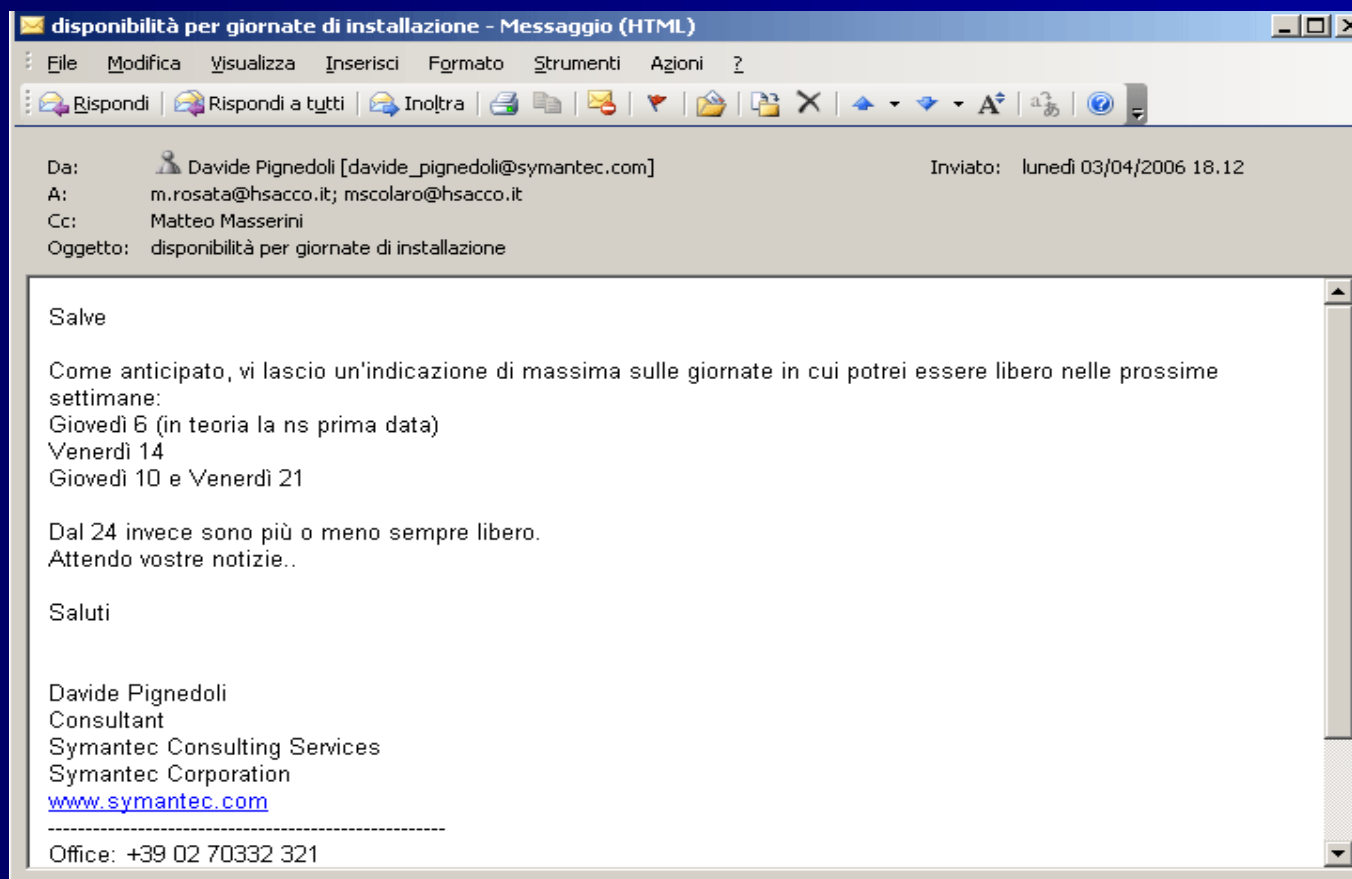 disponibilità per giornate di installazione - Messaggio (HTML)
File Modifica Visualizza Inserisci Formato Strumenti Azioni ?
Rispondi Rispondi a tutti Inoltra
Da: Davide Pignedoli [davide_pignedoli@symantec.com] Inviato: lunedì 03/04/2006 18.12
A: m.rosata@hsacco.it; mscolaro@hsacco.it
Cc: Matteo Masserini
Oggetto: disponibilità per giornate di installazione
Salve
Come anticipato, vi lascio un'indicazione di massima sulle giornate in cui potrei essere libero nelle prossime
settimane:
Giovedì 6 (in teoria la ns prima data)
Venerdì 14
Giovedì 10 e Venerdì 21
Dal 24 invece sono più o meno sempre libero.
Attendo vostre notizie..
Saluti
Davide Pignedoli
Consultant
Symantec Consulting Services
Symantec Corporation
www.symantec.com
-----------------------------------------------------
Office: +39 02 70332 321